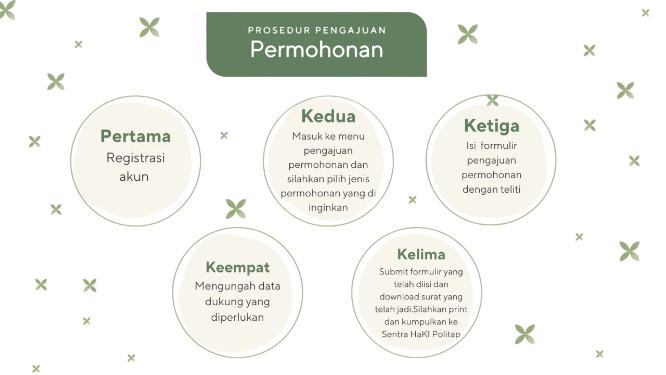 PROSEDUR PENGAJUAN
Permohonan
Pertama
Registrasi
akun
Kedua
Masuk ke menu
pengajuan
permohonan dan
silahkan pilih jenis
permohonan yang di
inginkan
Ketiga
Isi formulir
pengajuan
permohonan
dengan teliti
Keempat
Mengungah data
dukung yang
diperlukan
Kelima
Submit formulir yang
telah diisi dan
download surat yang
telah jadi.Silahkan print
dan kumpulkan ke
Sentra HaKI Politap